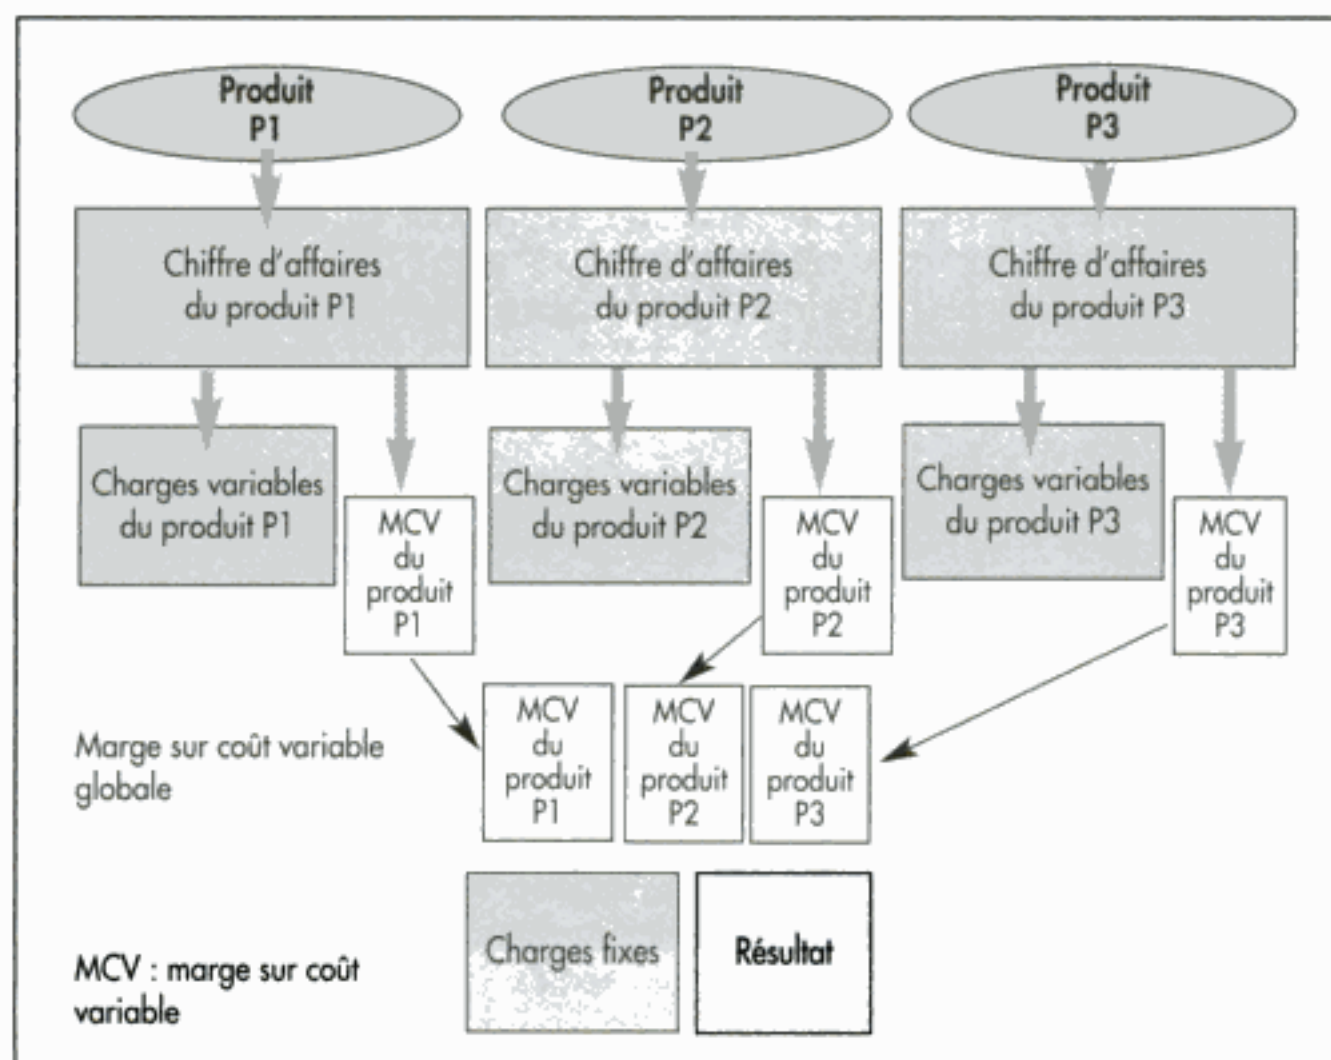 Produit
P1
Produit
P2
Produit
P3
Chiffre d'affaires
du produit P1
Chiffre d'affaires
du produit P2
Chiffre d'affaires
du produit P3
Charges variables
du produit P1
MCV
du
produit
P1
Charges variables
du produit P2
MCV
du
produit
P2
Charges variables
du produit P3
MCV
du
produit
P3
Marge sur coût variable
globale
MCV
du
produit
P1
MCV
du
produit
P2
MCV
du
produit
P3
Charges fixes
Résultat
MCV : marge sur coût
variable